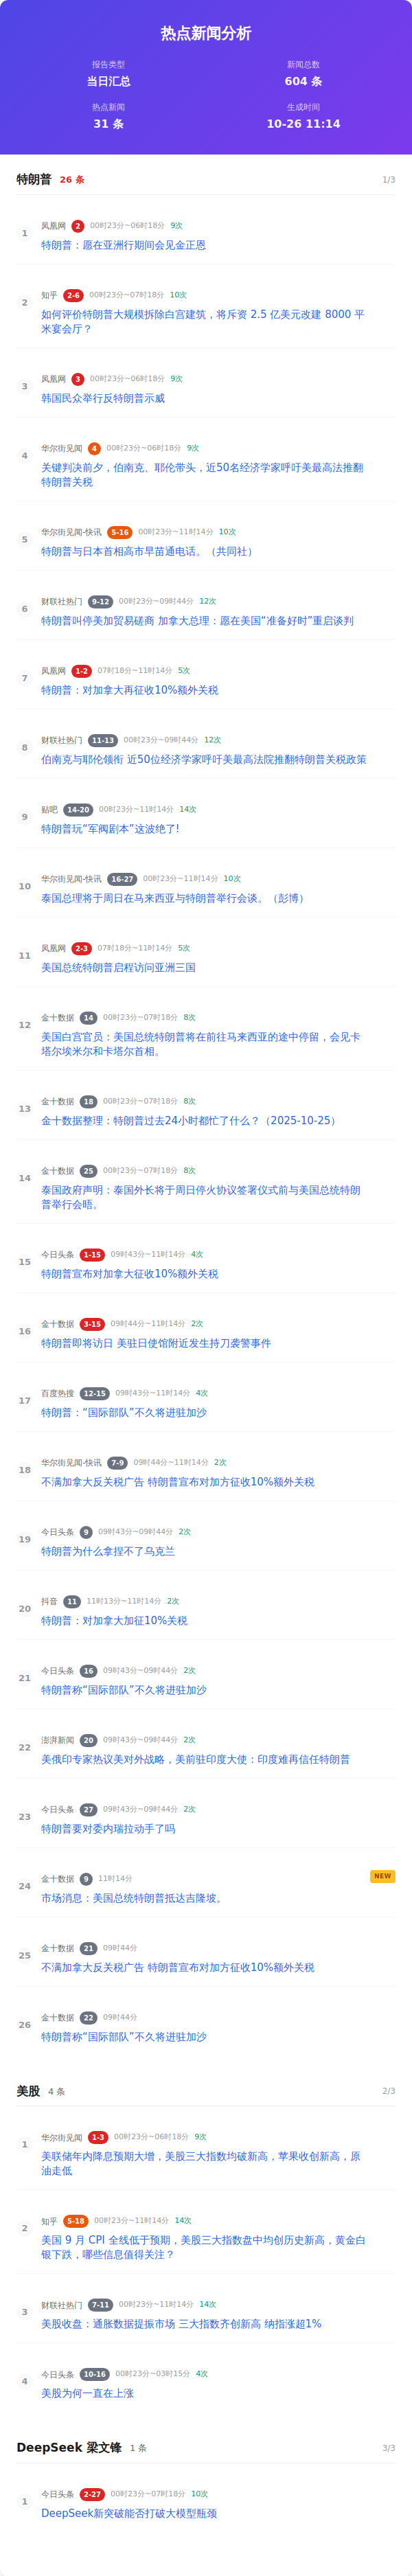 热点新闻分析
报告类型
新闻总数
当日汇总
604 条
热点新闻
生成时间
31 条
10-26 11:14
特朗普 26 条 1/3
1
凤凰网 2 00时23分~06时18分 9次
特朗普：愿在亚洲行期间会见金正恩
2
知乎 2-6 00时23分~07时18分 10次
如何评价特朗普大规模拆除白宫建筑，将斥资 2.5 亿美元改建 8000 平
米宴会厅？
3
凤凰网 3 00时23分~06时18分 9次
韩国民众举行反特朗普示威
4
华尔街见闻 4 00时23分~06时18分 9次
关键判决前夕，伯南克、耶伦带头，近50名经济学家呼吁美最高法推翻
特朗普关税
5
华尔街见闻-快讯 5-16 00时23分~11时14分 10次
特朗普与日本首相高市早苗通电话。（共同社）
6
财联社热门 9-12 00时23分~09时44分 12次
特朗普叫停美加贸易磋商 加拿大总理：愿在美国“准备好时”重启谈判
7
凤凰网 1-2 07时18分~11时14分 5次
特朗普：对加拿大再征收10%额外关税
8
财联社热门 11-13 00时23分~09时44分 12次
伯南克与耶伦领衔 近50位经济学家呼吁美最高法院推翻特朗普关税政策
9
贴吧 14-20 00时23分~11时14分 14次
特朗普玩“军阀剧本”这波绝了!
10
华尔街见闻-快讯 16-27 00时23分~11时14分 10次
泰国总理将于周日在马来西亚与特朗普举行会谈。（彭博）
11
凤凰网 2-3 07时18分~11时14分 5次
美国总统特朗普启程访问亚洲三国
12
金十数据 14 00时23分~07时18分 8次
美国白宫官员：美国总统特朗普将在前往马来西亚的途中停留，会见卡
塔尔埃米尔和卡塔尔首相。
13
金十数据 18 00时23分~07时18分 8次
金十数据整理：特朗普过去24小时都忙了什么？（2025-10-25）
14
金十数据 25 00时23分~07时18分 8次
泰国政府声明：泰国外长将于周日停火协议签署仪式前与美国总统特朗
普举行会晤。
15
今日头条 1-15 09时43分~11时14分 4次
特朗普宣布对加拿大征收10%额外关税
16
金十数据 3-15 09时44分~11时14分 2次
特朗普即将访日 美驻日使馆附近发生持刀袭警事件
17
百度热搜 12-15 09时43分~11时14分 4次
特朗普：“国际部队”不久将进驻加沙
18
华尔街见闻-快讯 7-9 09时44分~11时14分 2次
不满加拿大反关税广告 特朗普宣布对加方征收10%额外关税
19
今日头条 9 09时43分~09时44分 2次
特朗普为什么拿捏不了乌克兰
20
抖音 11 11时13分~11时14分 2次
特朗普：对加拿大加征10%关税
21
今日头条 16 09时43分~09时44分 2次
特朗普称“国际部队”不久将进驻加沙
22
澎湃新闻 20 09时43分~09时44分 2次
美俄印专家热议美对外战略，美前驻印度大使：印度难再信任特朗普
23
今日头条 27 09时43分~09时44分 2次
特朗普要对委内瑞拉动手了吗
24
金十数据 9 11时14分 NEW
市场消息：美国总统特朗普抵达吉隆坡。
25
金十数据 21 09时44分
不满加拿大反关税广告 特朗普宣布对加方征收10%额外关税
26
金十数据 22 09时44分
特朗普称“国际部队”不久将进驻加沙
美股 4 条 2/3
1
华尔街见闻 1-3 00时23分~06时18分 9次
美联储年内降息预期大增，美股三大指数均破新高，苹果收创新高，原
油走低
2
知乎 5-18 00时23分~11时14分 14次
美国 9 月 CPI 全线低于预期，美股三大指数盘中均创历史新高，黄金白
银下跌，哪些信息值得关注？
3
财联社热门 7-11 00时23分~11时14分 14次
美股收盘：通胀数据提振市场 三大指数齐创新高 纳指涨超1%
4
今日头条 10-16 00时23分~03时15分 4次
美股为何一直在上涨
DeepSeek 梁文锋 1 条 3/3
1
今日头条 2-27 00时23分~07时18分 10次
DeepSeek新突破能否打破大模型瓶颈